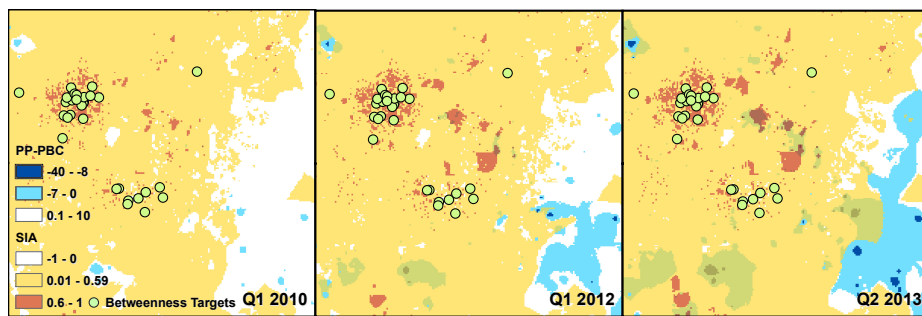 PP-PBC
-40 - -8
-7 - 0
0.1 - 10
SIA
-1 - 0
0.01 - 0.59
0.6 - 1
Betweenness Targets
Q1 2010
Q1 2012
Q2 2013